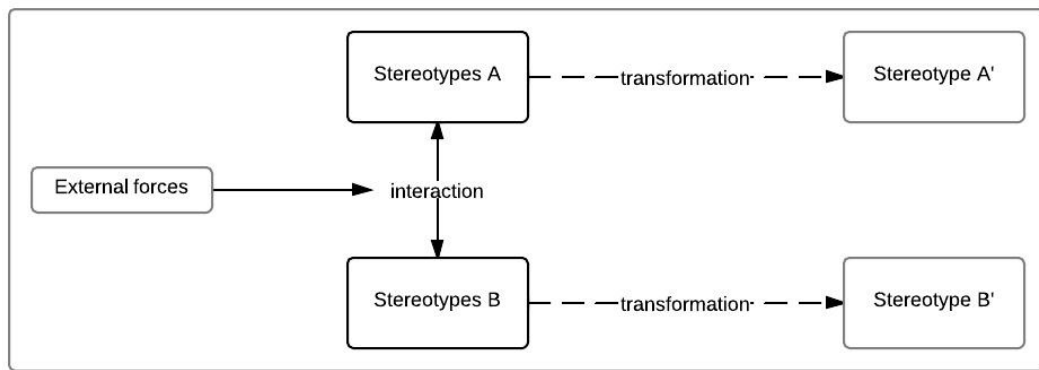 Stereotypes A
transformation
Stereotype A'
External forces
interaction
Stereotypes B
transformation
Stereotype B'